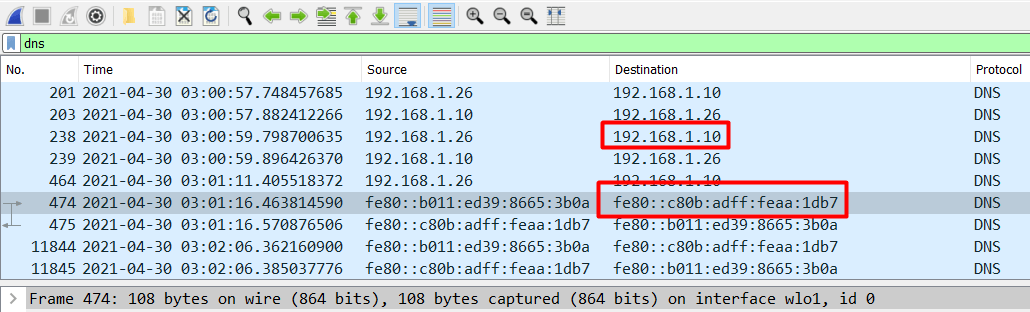 dns
No. Time Source Destination Protocol
201 2021-04-30 03:00:57.748457685 192.168.1.26 192.168.1.10 DNS
203 2021-04-30 03:00:57.882412266 192.168.1.10 192.168.1.26 DNS
238 2021-04-30 03:00:59.798700635 192.168.1.26 192.168.1.10 DNS
239 2021-04-30 03:00:59.896426370 192.168.1.10 192.168.1.26 DNS
464 2021-04-30 03:01:11.405518372 192.168.1.26 192.168.1.10 DNS
474 2021-04-30 03:01:16.463814590 fe80::b011:ed39:8665:3b0a fe80::c80b:adff:feaa:1db7 DNS
475 2021-04-30 03:01:16.570876506 fe80::c80b:adff:feaa:1db7 fe80::b011:ed39:8665:3b0a DNS
11844 2021-04-30 03:02:06.362160900 fe80::b011:ed39:8665:3b0a fe80::c80b:adff:feaa:1db7 DNS
11845 2021-04-30 03:02:06.385037776 fe80::c80b:adff:feaa:1db7 fe80::b011:ed39:8665:3b0a DNS
Frame 474: 108 bytes on wire (864 bits), 108 bytes captured (864 bits) on interface wlo1, id 0